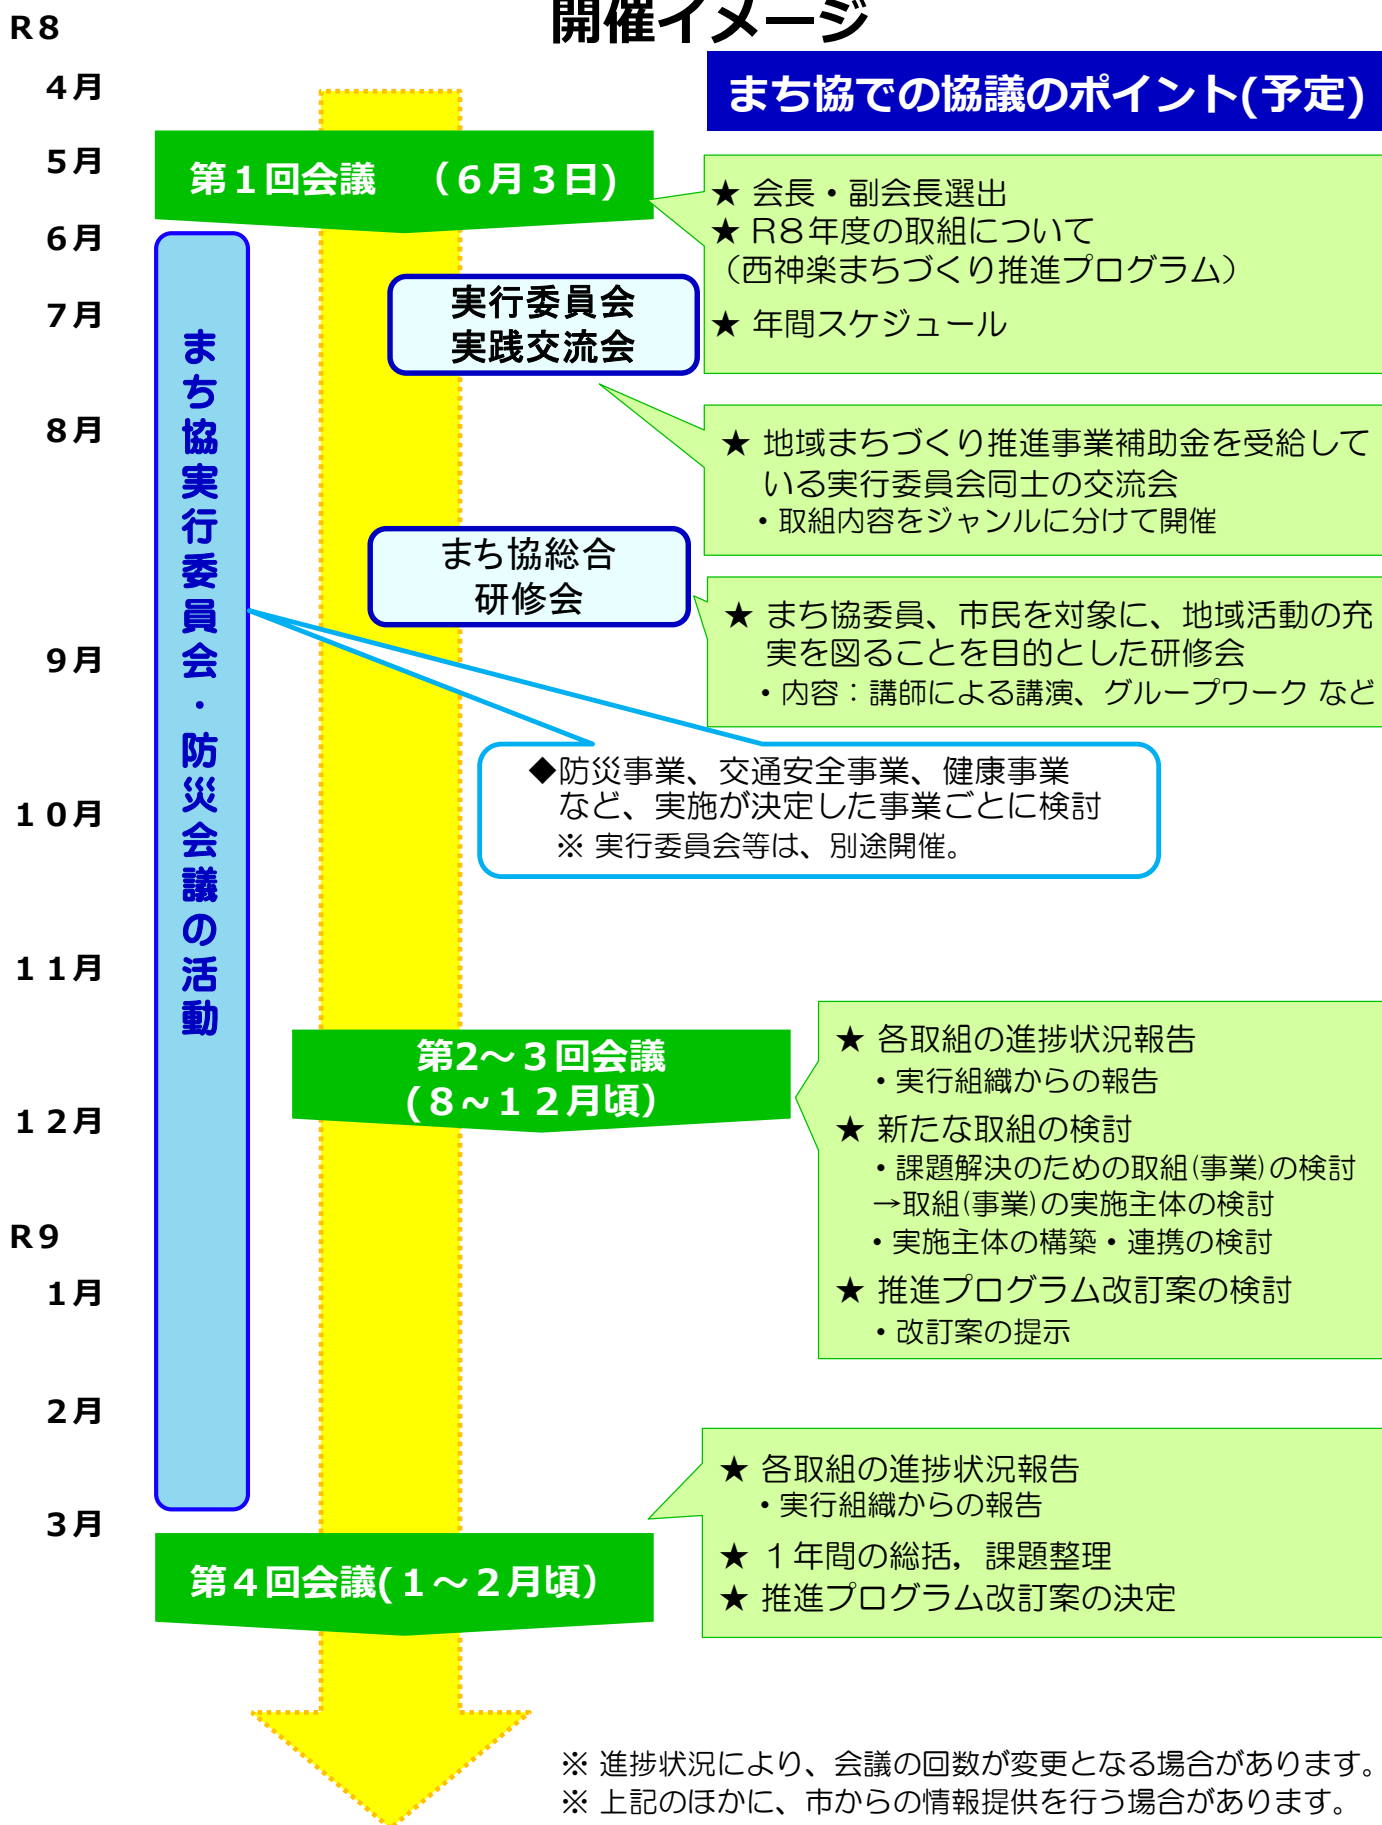 開催イメージ
R８
４月
５月
６月
７月
８月
９月
１０月
１１月
１２月
R９
１月
２月
３月
まち協での協議のポイント(予定)
第１回会議　（６月３日)
★ 会長・副会長選出
★ R８年度の取組について
（西神楽まちづくり推進プログラム）
★ 年間スケジュール
まち協実行委員会・防災会議の活動
実行委員会
実践交流会
★ 地域まちづくり推進事業補助金を受給して
いる実行委員会同士の交流会
・取組内容をジャンルに分けて開催
まち協総合
研修会
★ まち協委員、市民を対象に、地域活動の充
実を図ることを目的とした研修会
・内容：講師による講演、グループワーク など
◆防災事業、交通安全事業、健康事業
など、実施が決定した事業ごとに検討
※ 実行委員会等は、別途開催。
第2～３回会議
(８~１２月頃）
★ 各取組の進捗状況報告
・実行組織からの報告
★ 新たな取組の検討
・課題解決のための取組(事業)の検討
→取組(事業)の実施主体の検討
・実施主体の構築・連携の検討
★ 推進プログラム改訂案の検討
・改訂案の提示
第４回会議(１～２月頃）
★ 各取組の進捗状況報告
・実行組織からの報告
★ １年間の総括，課題整理
★ 推進プログラム改訂案の決定
※ 進捗状況により、会議の回数が変更となる場合があります。
※ 上記のほかに、市からの情報提供を行う場合があります。